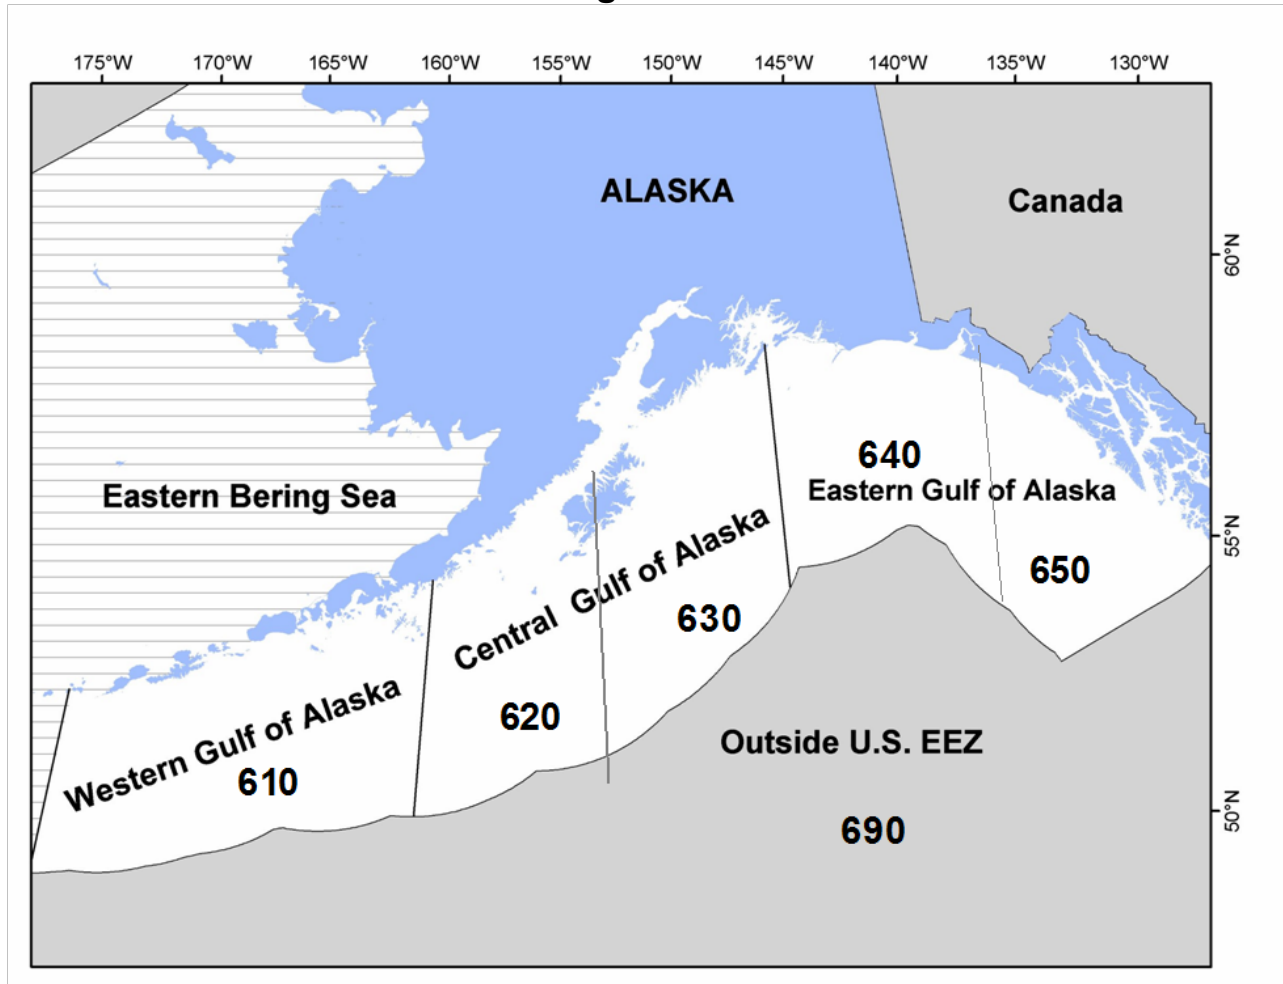 175°W 170°W 165°W 160°W 155°W 150°W 145°W 140°W 135°W 130°W
ALASKA
Canada
60°N
640
Eastern Bering Sea
Eastern Gulf of Alaska
55°N
650
Central Gulf of Alaska
630
620
Western Gulf of Alaska
610
Outside U.S. EEZ
50°N
690